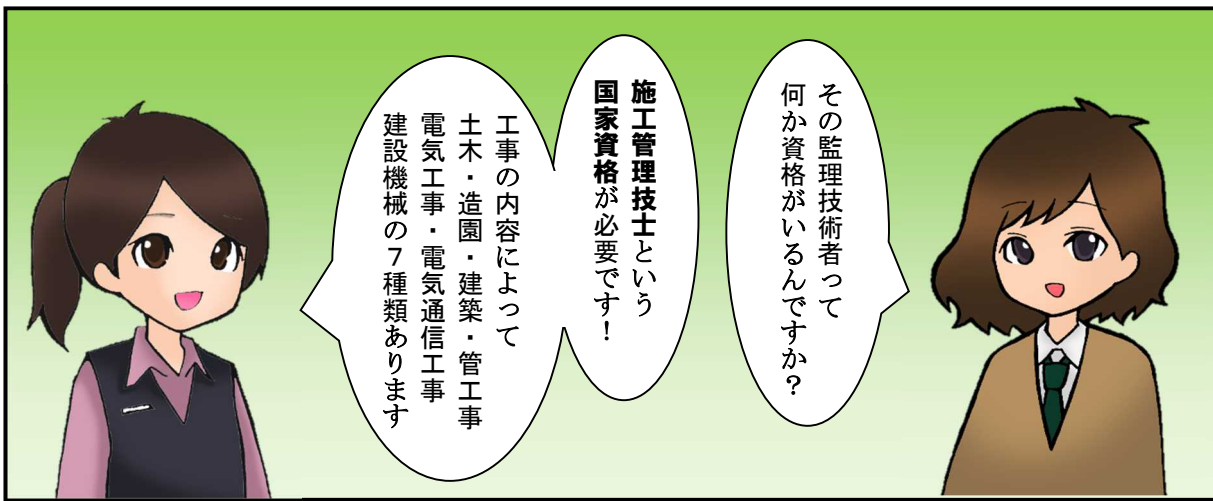 その監理技術者って
何か資格がいるんですか？
施工管理技士という
国家資格が必要です！
工事の内容によって
土木・造園・建築・管工事
電気工事・電気通信工事
建設機械の７種類あります